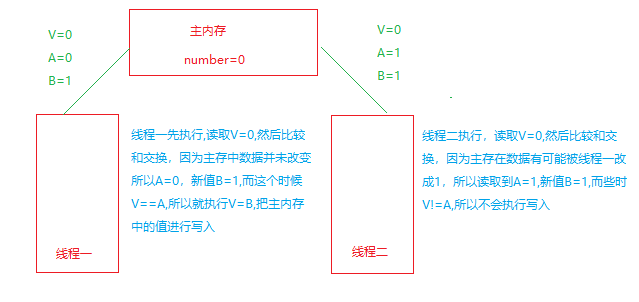 V=0
A=0
B=1
主内存
number=0
V=0
A=1
B=1
线程一先执行,读取V=0,然后比较
和交换，因为主存中数据并未改变
所以A=0，新值B=1,而这个时候
V==A,所以就执行V=B,把主内存
中的值进行写入
线程一
线程二执行，读取V=0,然后比较和交
换，因为主存在数据有可能被线程一改
成1，所以读取到A=1,新值B=1,而些时
V!=A,所以不会执行写入
线程二